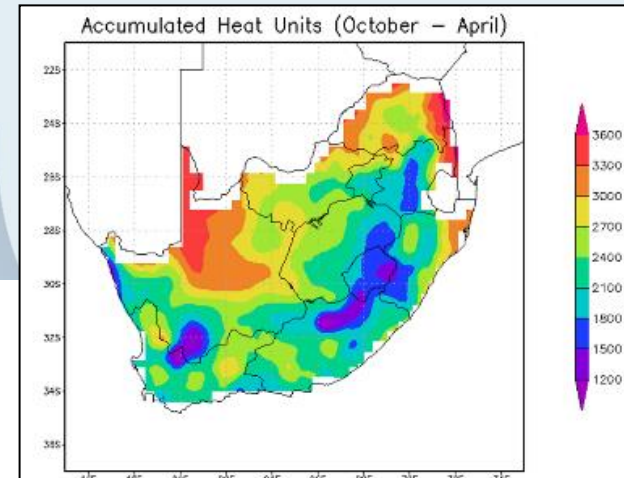 Accumulated Heat Units (October – April)
22S
24S
26S
28S
30S
32S
34S
36S
3600
3300
3000
2700
2400
2100
1800
1500
1200